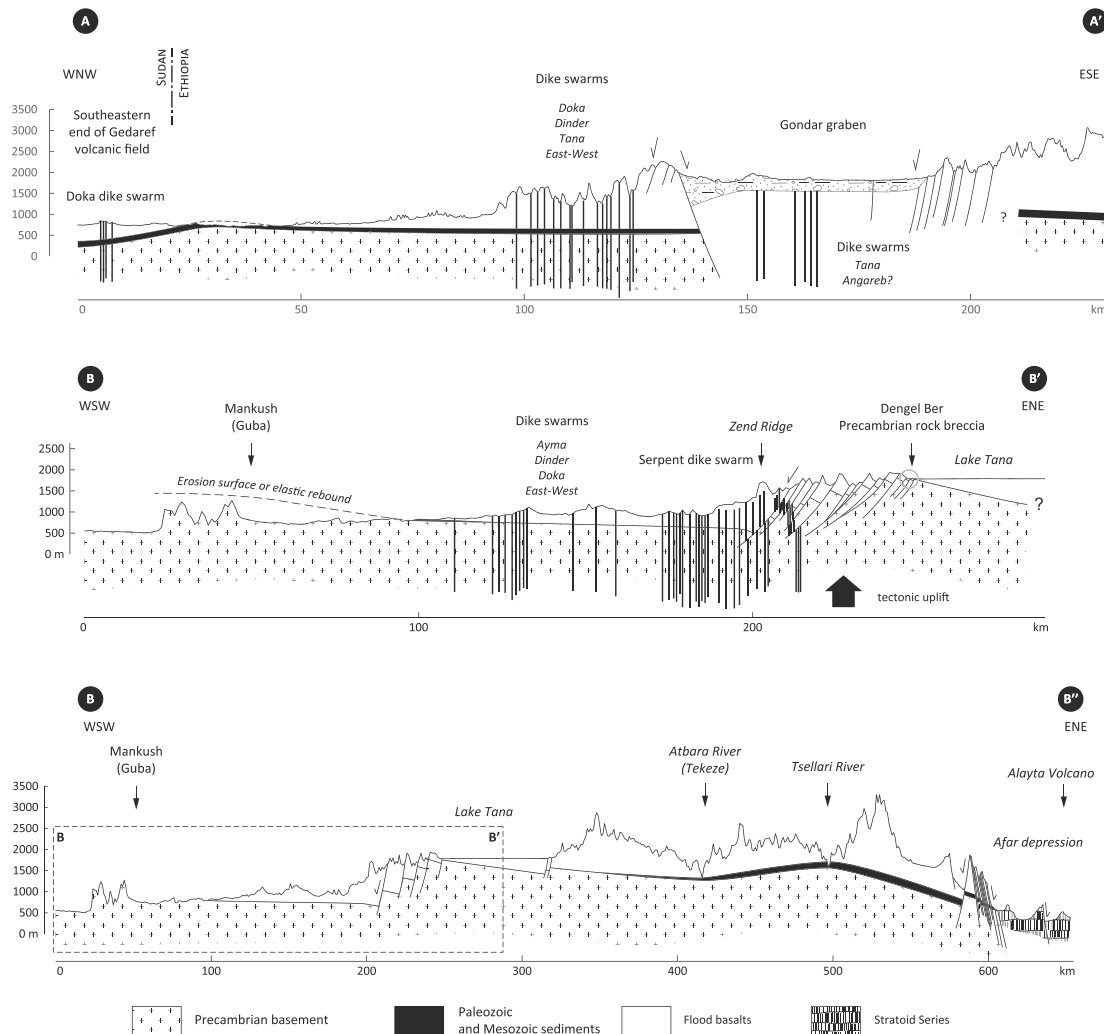 A
A'
WNW
SUDAN
ETHIOPIA
Dike swarms
ESE
3500
3000
2500
2000
1500
1000
500
0
Southeastern
end of Gedaref
volcanic field
Doka
Dinder
Tana
East-West
Gondar graben
Doka dike swarm
?
Dike swarms
Tana
Angareb?
0
50
100
150
200
km
B
B'
WSW
Mankush
(Guba)
Dike swarms
Zend Ridge
Dengel Ber
Precambrian rock breccia
ENE
2500
2000
1500
1000
500
0 m
Ayma
Dinder
Doka
East-West
Serpent dike swarm
Lake Tana
Erosion surface or elastic rebound
?
tectonic uplift
0
100
200
km
B
B''
WSW
ENE
Mankush
(Guba)
Atbara River
(Tekeze)
Tsellari River
Alayta Volcano
3500
3000
2500
2000
1500
1000
500
0 m
Lake Tana
B
B'
Afar depression
0
100
200
300
400
500
600
km
Precambrian basement
Paleozoic
and Mesozoic sediments
Flood basalts
Stratoid Series